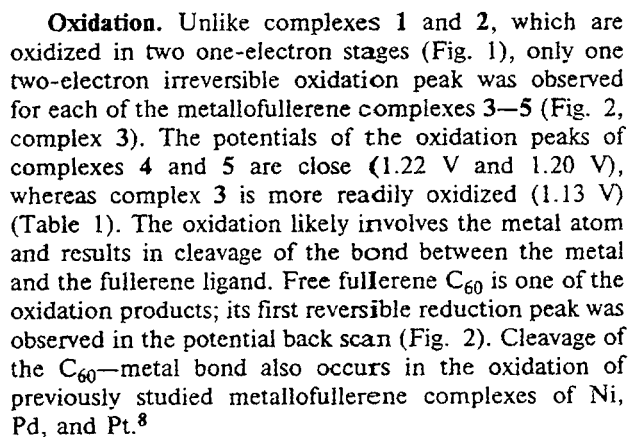 Oxidation. Unlike complexes 1 and 2, which are
oxidized in two one-electron stages (Fig. 1), only one
two-electron irreversible oxidation peak was observed
for each of the metallofullerene complexes 3—5 (Fig. 2,
complex 3). The potentials of the oxidation peaks of
complexes 4 and 5 are close (1.22 V and 1.20 V),
whereas complex 3 is more readily oxidized (1.13 V)
(Table 1). The oxidation likely involves the metal atom
and results in cleavage of the bond between the metal
and the fullerene ligand. Free fullerene C60 is one of the
oxidation products; its first reversible reduction peak was
observed in the potential back scan (Fig. 2). Cleavage of
the C60—metal bond also occurs in the oxidation of
previously studied metallofullerene complexes of Ni,
Pd, and Pt.8